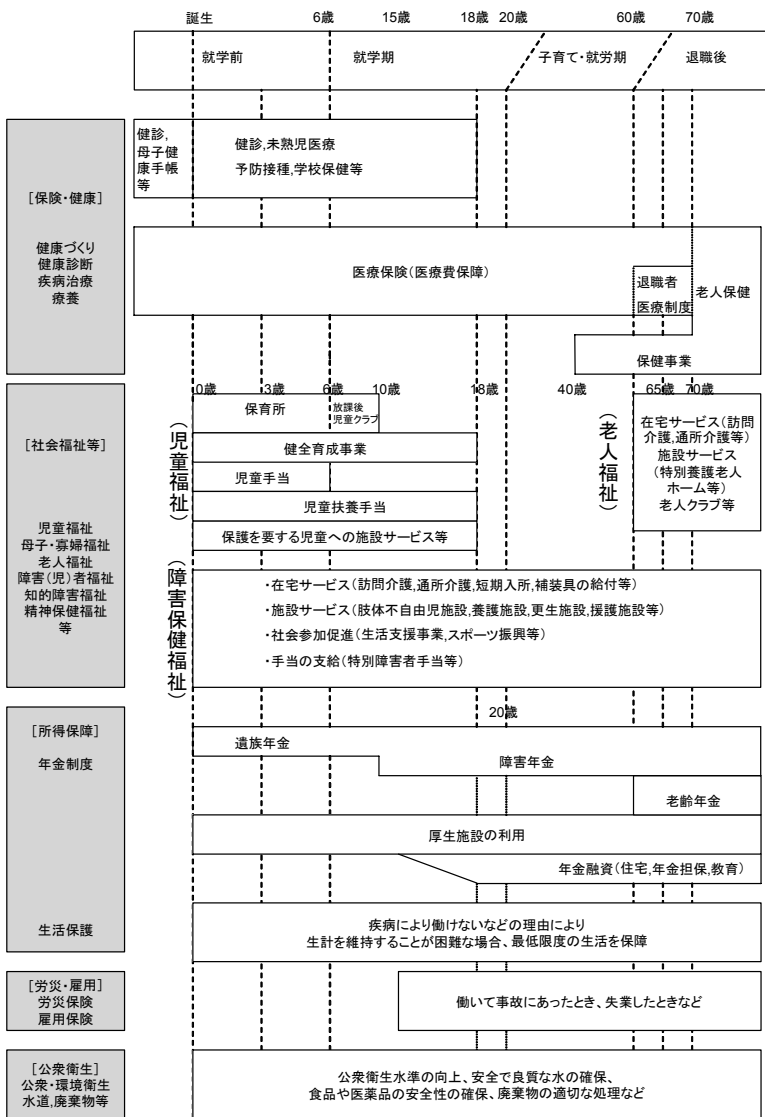 誕生 6歳 15歳 18歳 20歳 60歳 70歳
就学前 就学期 子育て・就労期 退職後
[保険・健康]
健康づくり
健康診断
疾病治療
療養
健診,
母子健
康手帳
等
健診,未熟児医療
予防接種,学校保健等
医療保険(医療費保障)
退職者
医療制度
老人保健
保健事業
0歳 3歳 6歳 10歳 18歳 40歳 65歳 70歳
[社会福祉等]
児童福祉
母子・寡婦福祉
老人福祉
障害(児)者福祉
知的障害福祉
精神保健福祉
等
(児童福祉)
保育所
放課後
児童クラブ
健全育成事業
児童手当
児童扶養手当
保護を要する児童への施設サービス等
(老人福祉)
在宅サービス(訪問
介護,通所介護等)
施設サービス
(特別養護老人
ホーム等)
老人クラブ等
(障害保健福祉)
・在宅サービス(訪問介護,通所介護,短期入所,補装具の給付等)
・施設サービス(肢体不自由児施設,養護施設,更生施設,援護施設等)
・社会参加促進(生活支援事業,スポーツ振興等)
・手当の支給(特別障害者手当等)
[所得保障]
年金制度
生活保護
20歳
遺族年金
障害年金
老齢年金
厚生施設の利用
年金融資(住宅,年金担保,教育)
疾病により働けないなどの理由により
生計を維持することが困難な場合、最低限度の生活を保障
[労災・雇用]
労災保険
雇用保険
働いて事故にあったとき、失業したときなど
[公衆衛生]
公衆・環境衛生
水道,廃棄物等
公衆衛生水準の向上、安全で良質な水の確保、
食品や医薬品の安全性の確保、廃棄物の適切な処理など